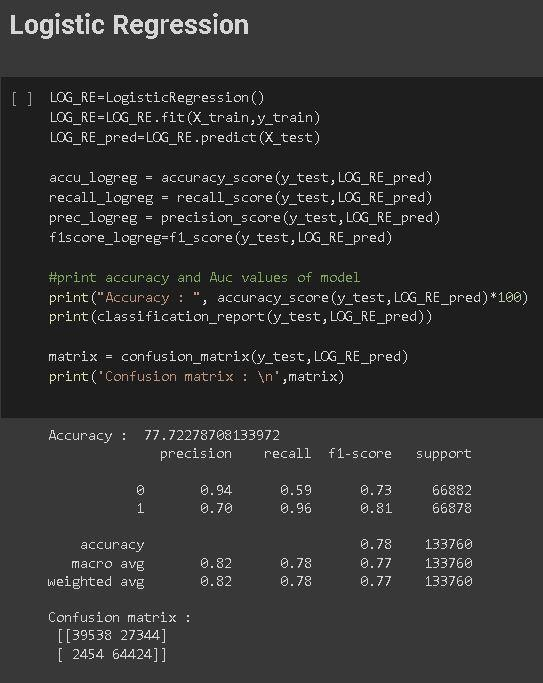 Logistic Regression
[ ] LOG_RE=LogisticRegression()
LOG_RE=LOG_RE.fit(X_train,y_train)
LOG_RE_pred=LOG_RE.predict(X_test)
accu_logreg = accuracy_score(y_test,LOG_RE_pred)
recall_logreg = recall_score(y_test,LOG_RE_pred)
prec_logreg = precision_score(y_test,LOG_RE_pred)
f1score_logreg=f1_score(y_test,LOG_RE_pred)
#print accuracy and Auc values of model
print("Accuracy : ", accuracy_score(y_test,LOG_RE_pred)*100)
print(classification_report(y_test,LOG_RE_pred))
matrix = confusion_matrix(y_test,LOG_RE_pred)
print('Confusion matrix : \n',matrix)
Accuracy :  77.72278708133972
precision recall f1-score support
0 0.94 0.59 0.73 66882
1 0.70 0.96 0.81 66878
accuracy 0.78 133760
macro avg 0.82 0.78 0.77 133760
weighted avg 0.82 0.78 0.77 133760
Confusion matrix :
[[39538 27344]
[ 2454 64424]]